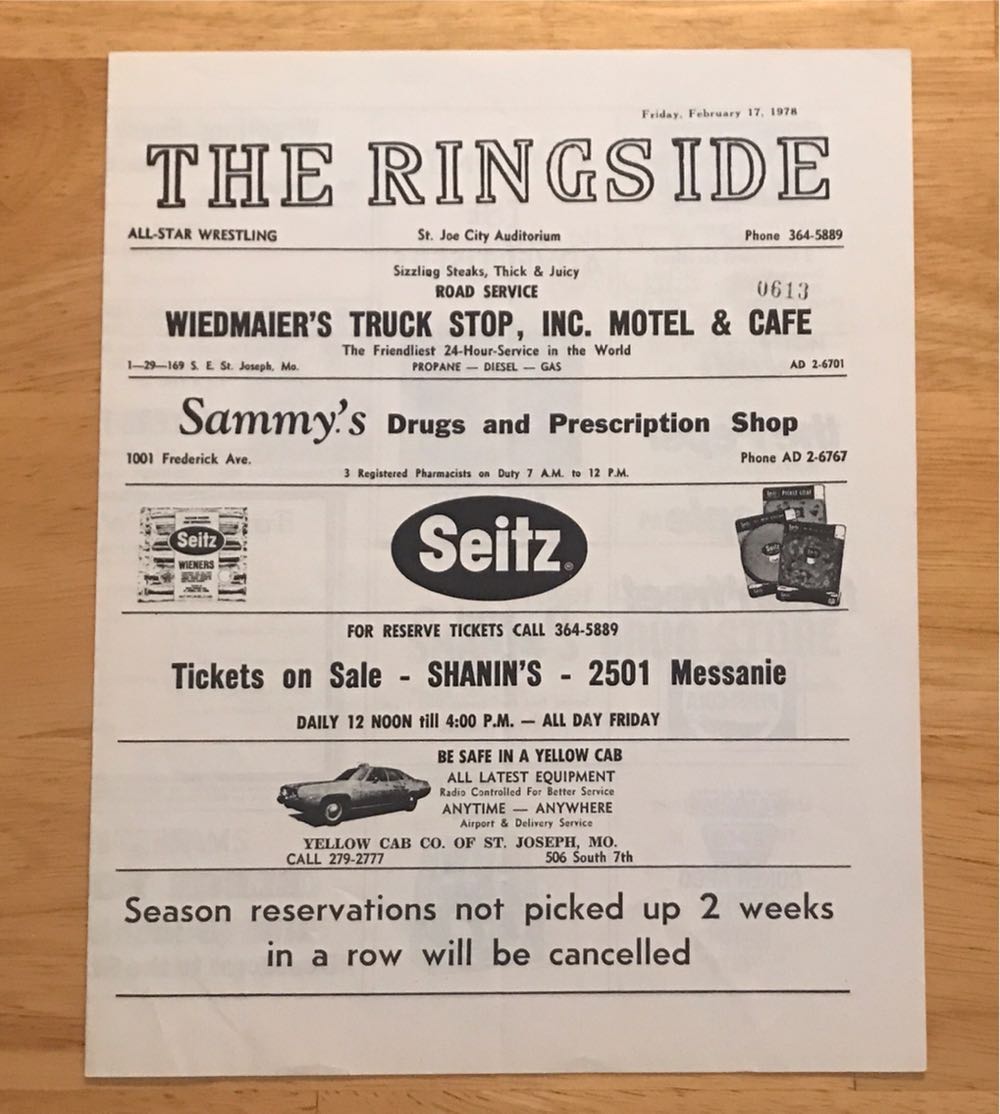 Friday, February 17, 1978
THE RINGSIDE
ALL-STAR WRESTLING St. Joe City Auditorium Phone 364-5889
Sizzling Steaks, Thick & Juicy
ROAD SERVICE 0613
WIEDMAIER'S TRUCK STOP, INC. MOTEL & CAFE
The Friendliest 24-Hour-Service in the World
1—29—169 S. E. St. Joseph, Mo. PROPANE — DIESEL — GAS AD 2-6701
Sammy's Drugs and Prescription Shop
1001 Frederick Ave. Phone AD 2-6767
3 Registered Pharmacists on Duty 7 A.M. to 12 P.M.
Seitz
WIENERS
Seitz®
Seitz PICKLE LOAF
Seitz
FOR RESERVE TICKETS CALL 364-5889
Tickets on Sale - SHANIN'S - 2501 Messanie
DAILY 12 NOON till 4:00 P.M. — ALL DAY FRIDAY
BE SAFE IN A YELLOW CAB
ALL LATEST EQUIPMENT
Radio Controlled For Better Service
ANYTIME — ANYWHERE
Airport & Delivery Service
YELLOW CAB CO. OF ST. JOSEPH, MO.
CALL 279-2777 506 South 7th
Season reservations not picked up 2 weeks
in a row will be cancelled